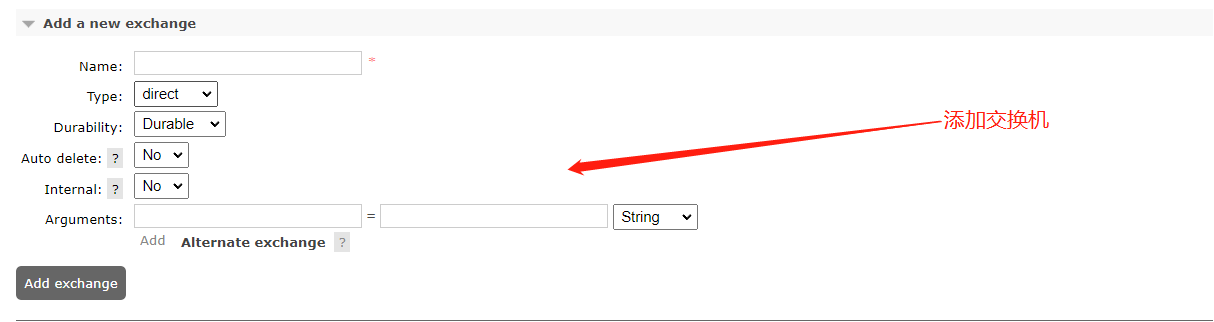 Add a new exchange
Name: *
Type: direct
添加交换机
Durability: Durable
Auto delete: ? No
Internal: ? No
Arguments: = String
Add Alternate exchange ?
Add exchange